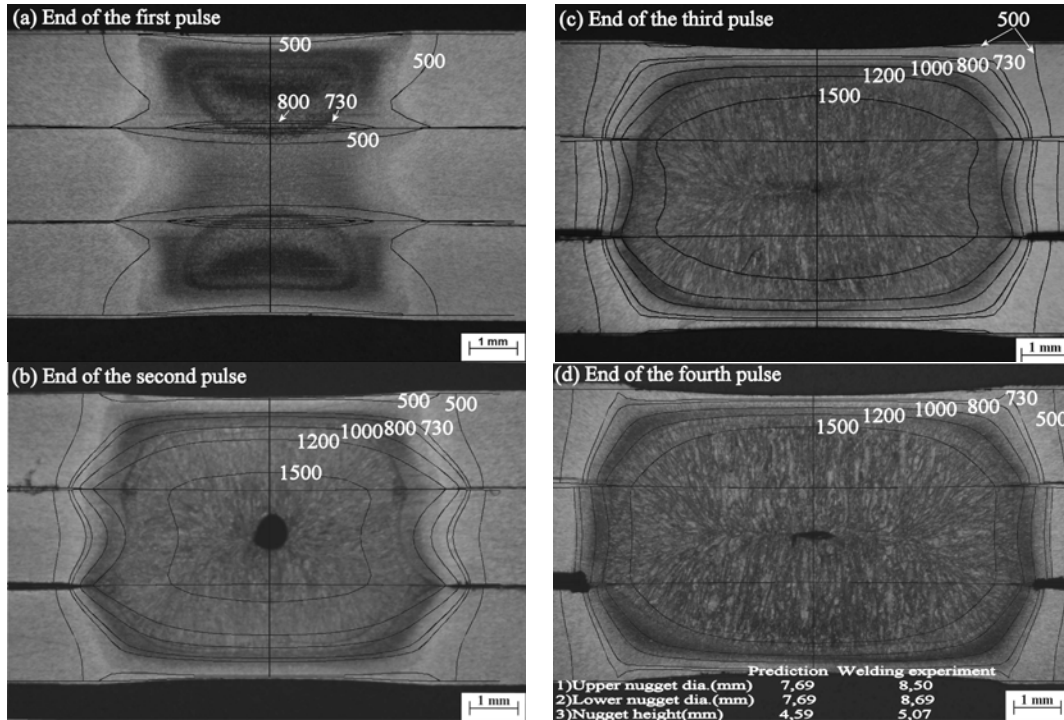 (a) End of the first pulse
500
500
800 730
500
1 mm
(b) End of the second pulse
500 500
1200 1000 800 730
1500
1 mm
(c) End of the third pulse
500
1200 1000 800 730
1500
1 mm
(d) End of the fourth pulse
1500 1200 1000 800 730
500
Prediction Welding experiment
1)Upper nugget dia.(mm) 7,69 8,50
2)Lower nugget dia.(mm) 7,69 8,69
3)Nugget height(mm) 4,59 5,07
1 mm